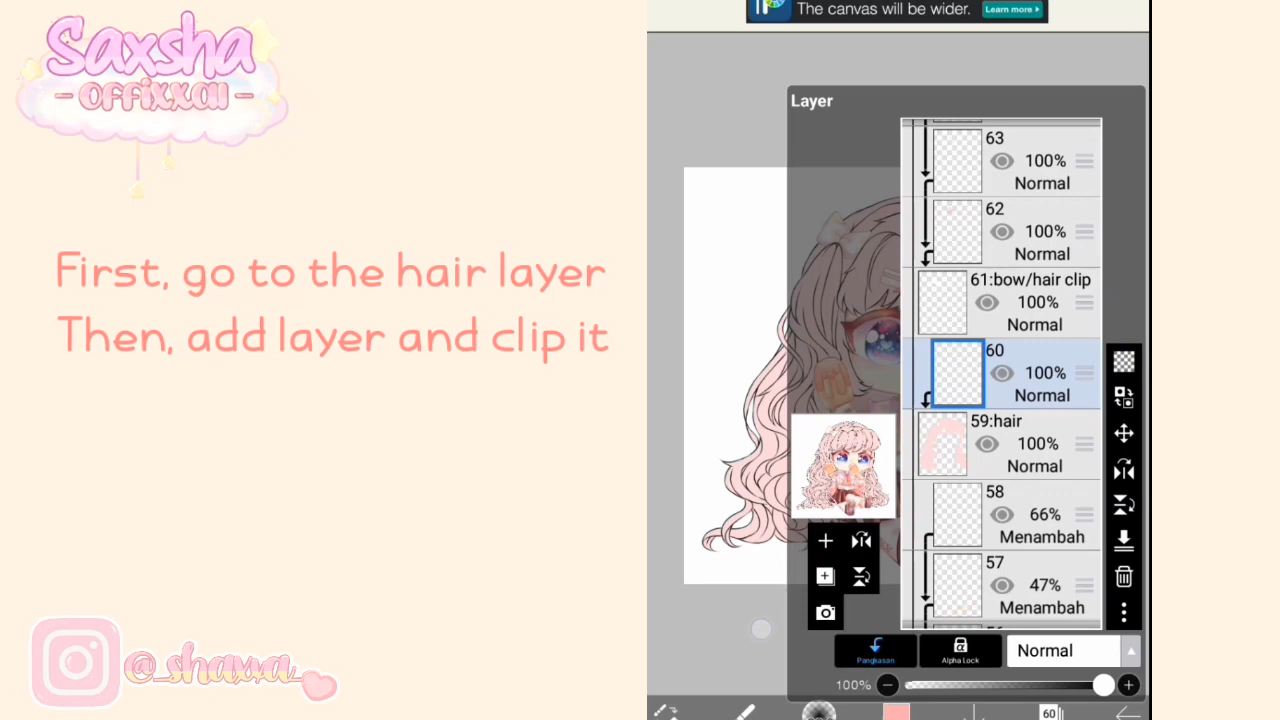 Saxsha
- OFFIXXAI -
First, go to the hair layer
Then, add layer and clip it
@_shawa_
The canvas will be wider.
Learn more
Layer
63
100%
Normal
62
100%
Normal
61:bow/hair clip
100%
Normal
60
100%
Normal
59:hair
100%
Normal
58
66%
Menambah
57
47%
Menambah
Pangkasan
Alpha Lock
Normal
100%
60